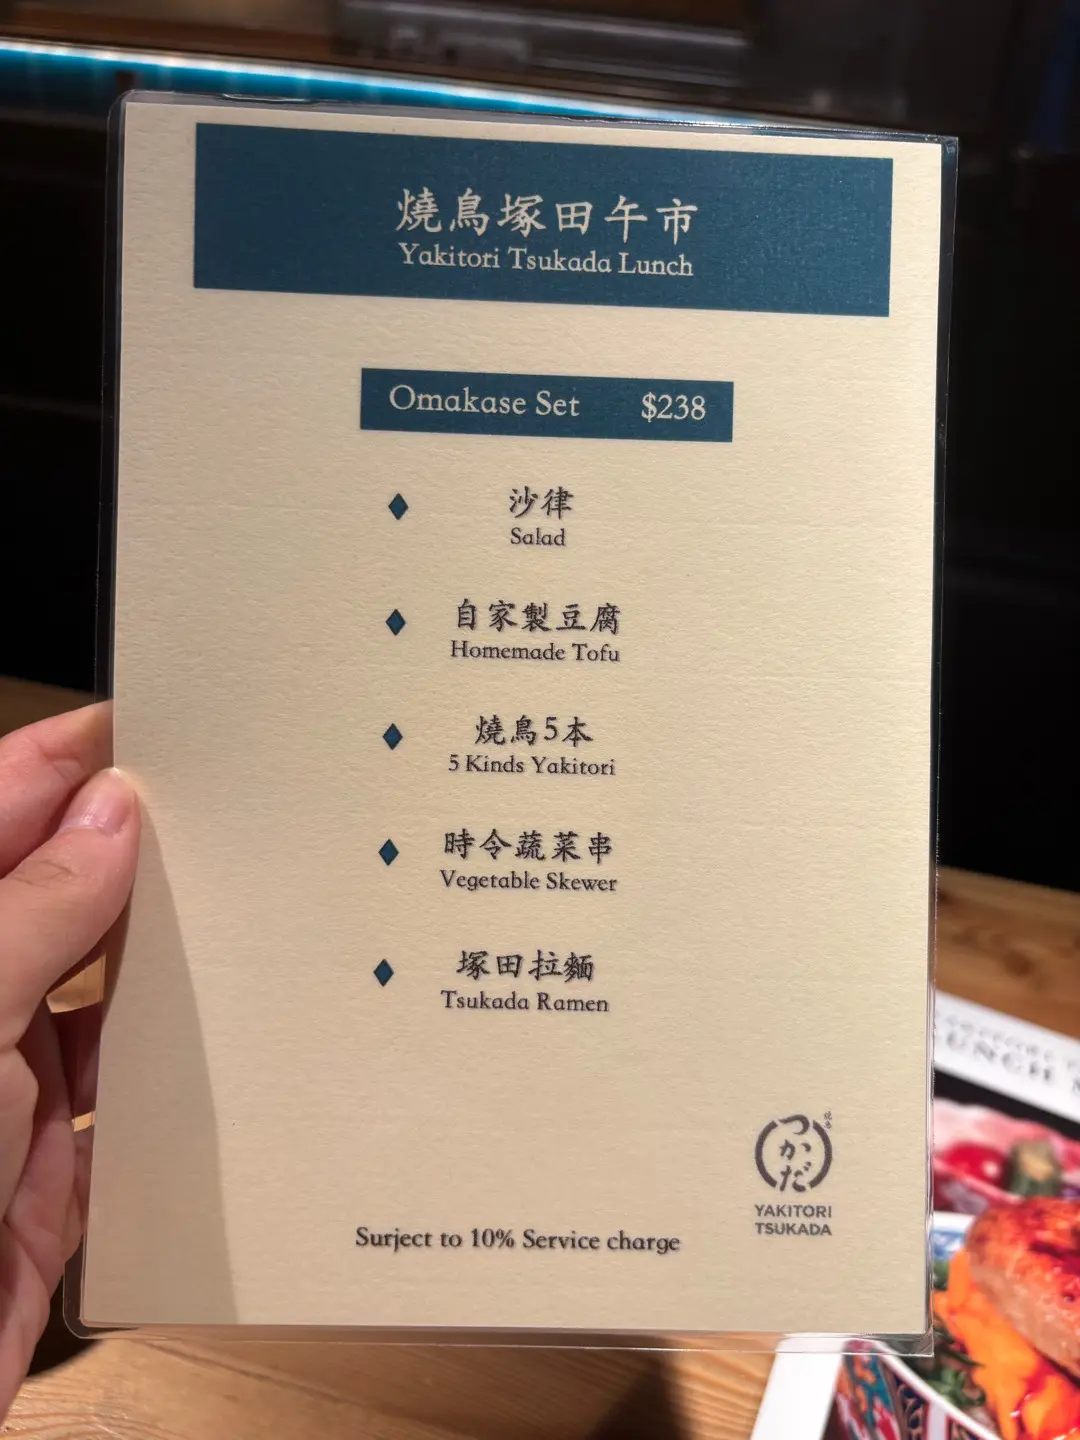 燒鳥塚田午市
Yakitori Tsukada Lunch
Omakase Set $238
沙律
Salad
自家製豆腐
Homemade Tofu
燒鳥5本
5 Kinds Yakitori
時令蔬菜串
Vegetable Skewer
塚田拉麵
Tsukada Ramen
つかだ
YAKITORI
TSUKADA
Surject to 10% Service charge